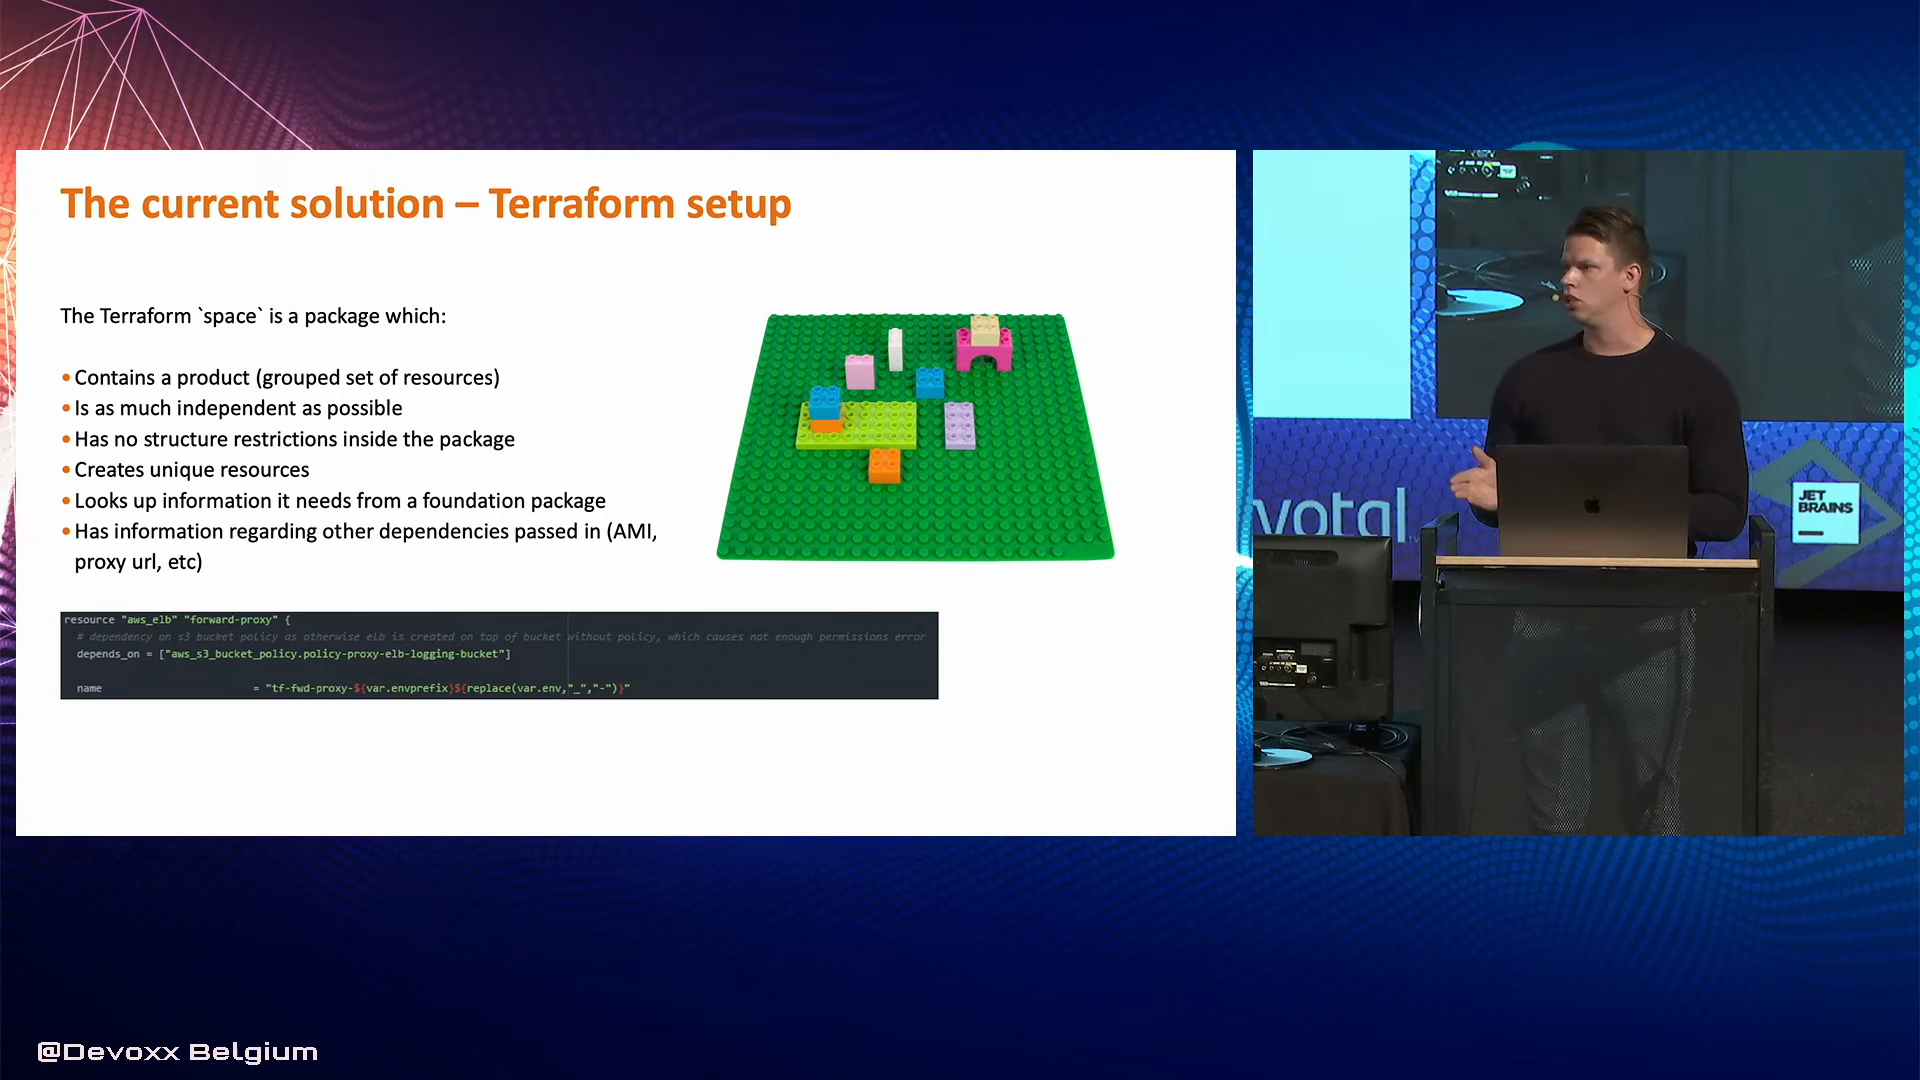 The current solution – Terraform setup
The Terraform `space` is a package which:
•Contains a product (grouped set of resources)
•Is as much independent as possible
•Has no structure restrictions inside the package
•Creates unique resources
•Looks up information it needs from a foundation package
•Has information regarding other dependencies passed in (AMI,
proxy url, etc)
resource "aws_elb" "forward-proxy" {
# dependency on s3 bucket policy as otherwise elb is created on top of bucket without policy, which causes not enough permissions error
depends_on = ["aws_s3_bucket_policy.policy-proxy-elb-logging-bucket"]
name = "tf-fwd-proxy-${var.envprefix}${replace(var.env,"_","-")}"
votal
JET
BRAINS
@Devoxx Belgium